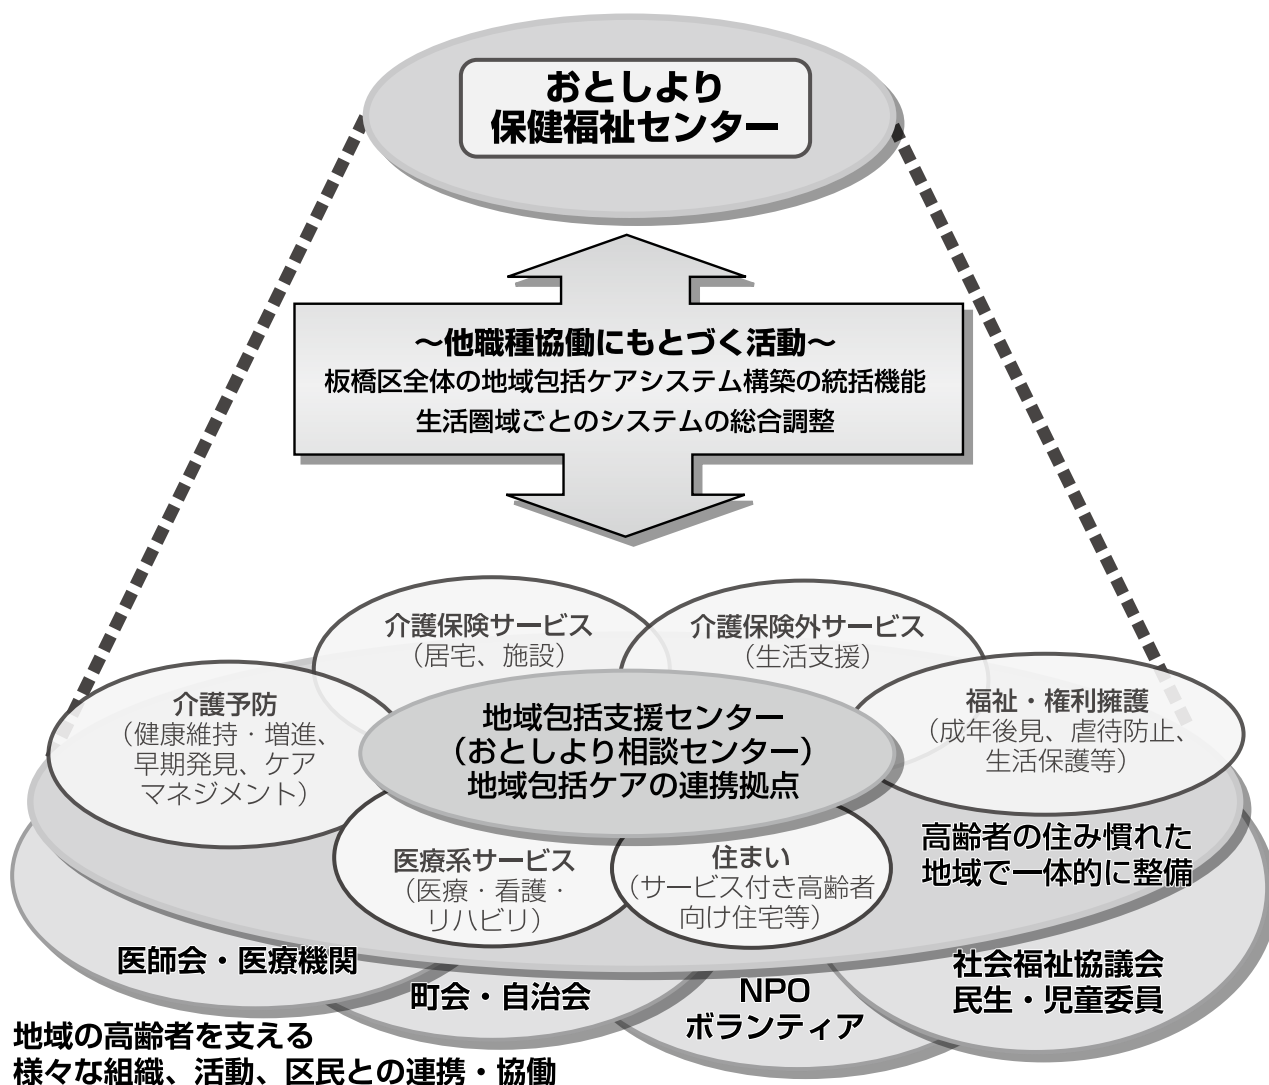 おとしより
保健福祉センター
～他職種協働にもとづく活動～
板橋区全体の地域包括ケアシステム構築の統括機能
生活圏域ごとのシステムの総合調整
介護保険サービス
（居宅、施設）
介護保険外サービス
（生活支援）
介護予防
（健康維持・増進、
早期発見、ケア
マネジメント）
地域包括支援センター
（おとしより相談センター）
地域包括ケアの連携拠点
福祉・権利擁護
（成年後見、虐待防止、
生活保護等）
医療系サービス
（医療・看護・
リハビリ）
住まい
（サービス付き高齢者
向け住宅等）
高齢者の住み慣れた
地域で一体的に整備
医師会・医療機関
町会・自治会
NPO
ボランティア
社会福祉協議会
民生・児童委員
地域の高齢者を支える
様々な組織、活動、区民との連携・協働